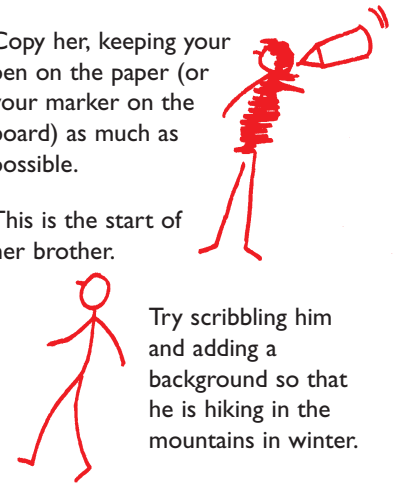 Copy her, keeping your
pen on the paper (or
your marker on the
board) as much as
possible.
This is the start of
her brother.
Try scribbling him
and adding a
background so that
he is hiking in the
mountains in winter.